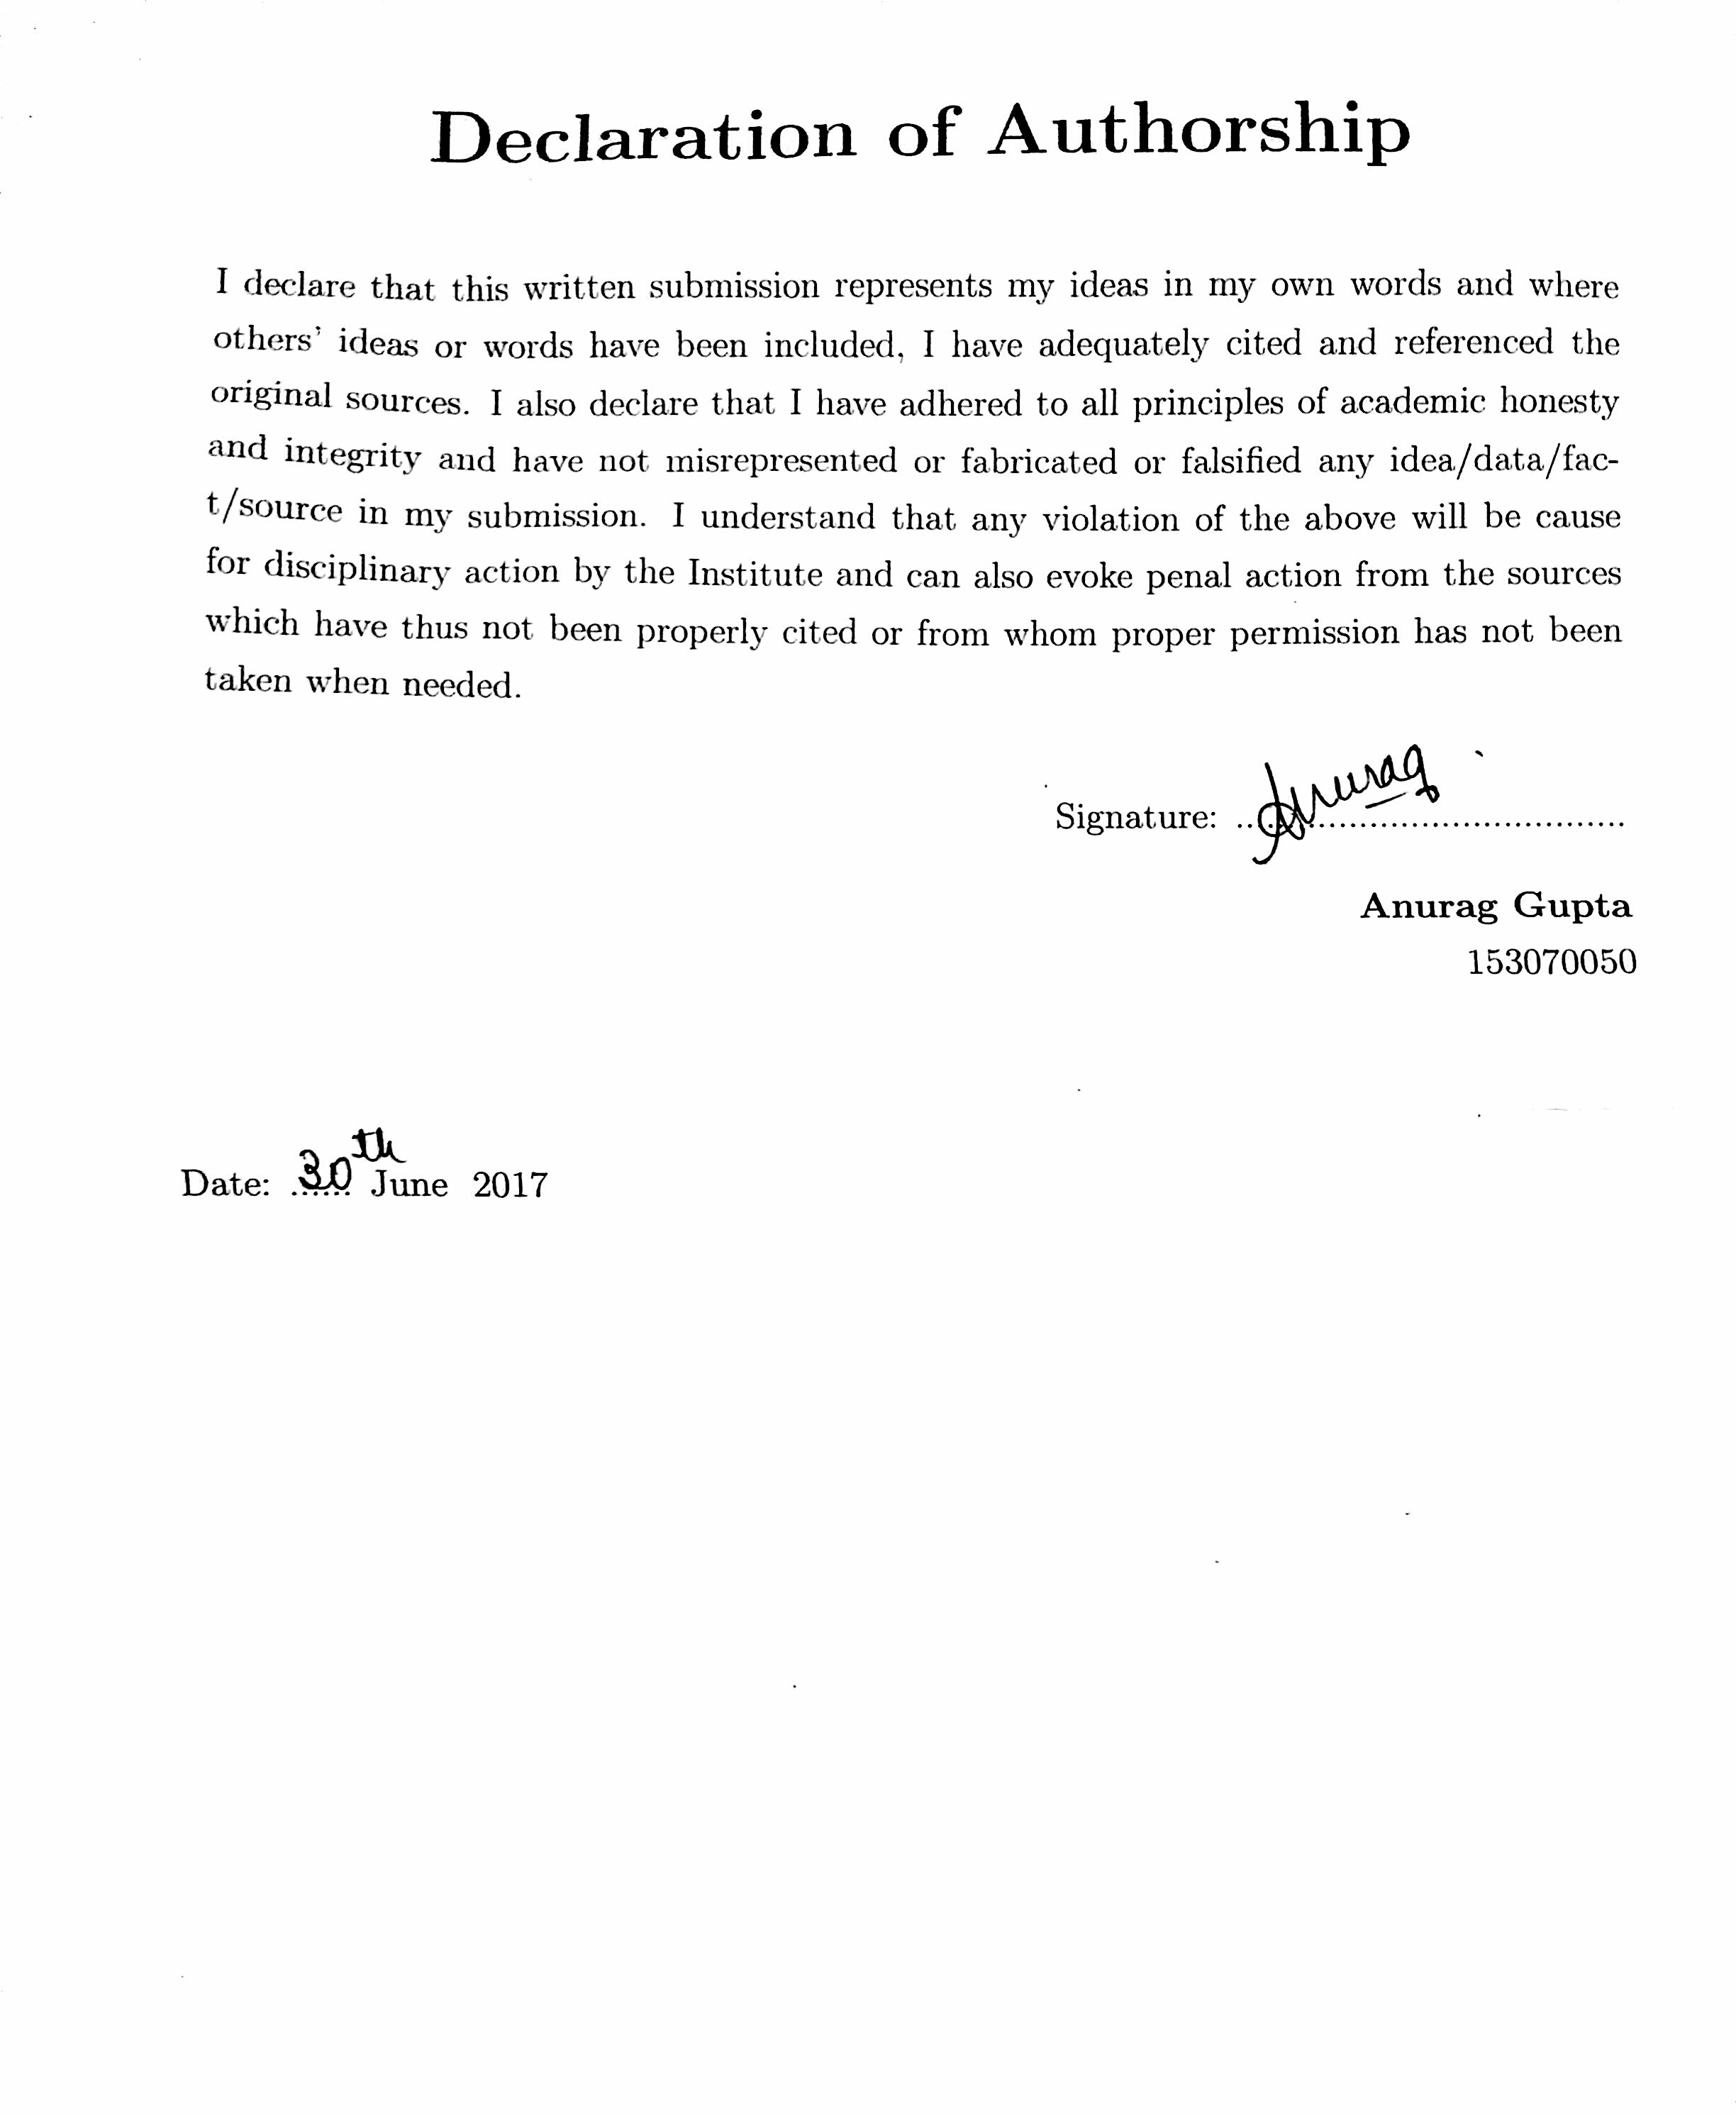 Declaration of Authorship
I declare that this written submission represents my ideas in my own words and where
others' ideas or words have been included, I have adequately cited and referenced the
original sources. I also declare that I have adhered to all principles of academic honesty
and integrity and have not misrepresented or fabricated or falsified any idea/data/fac-
t/source in my submission. I understand that any violation of the above will be cause
for disciplinary action by the Institute and can also evoke penal action from the sources
which have thus not been properly cited or from whom proper permission has not been
taken when needed.
Signature: ..Anurag..................................
Anurag Gupta
153070050
Date: 30th June 2017